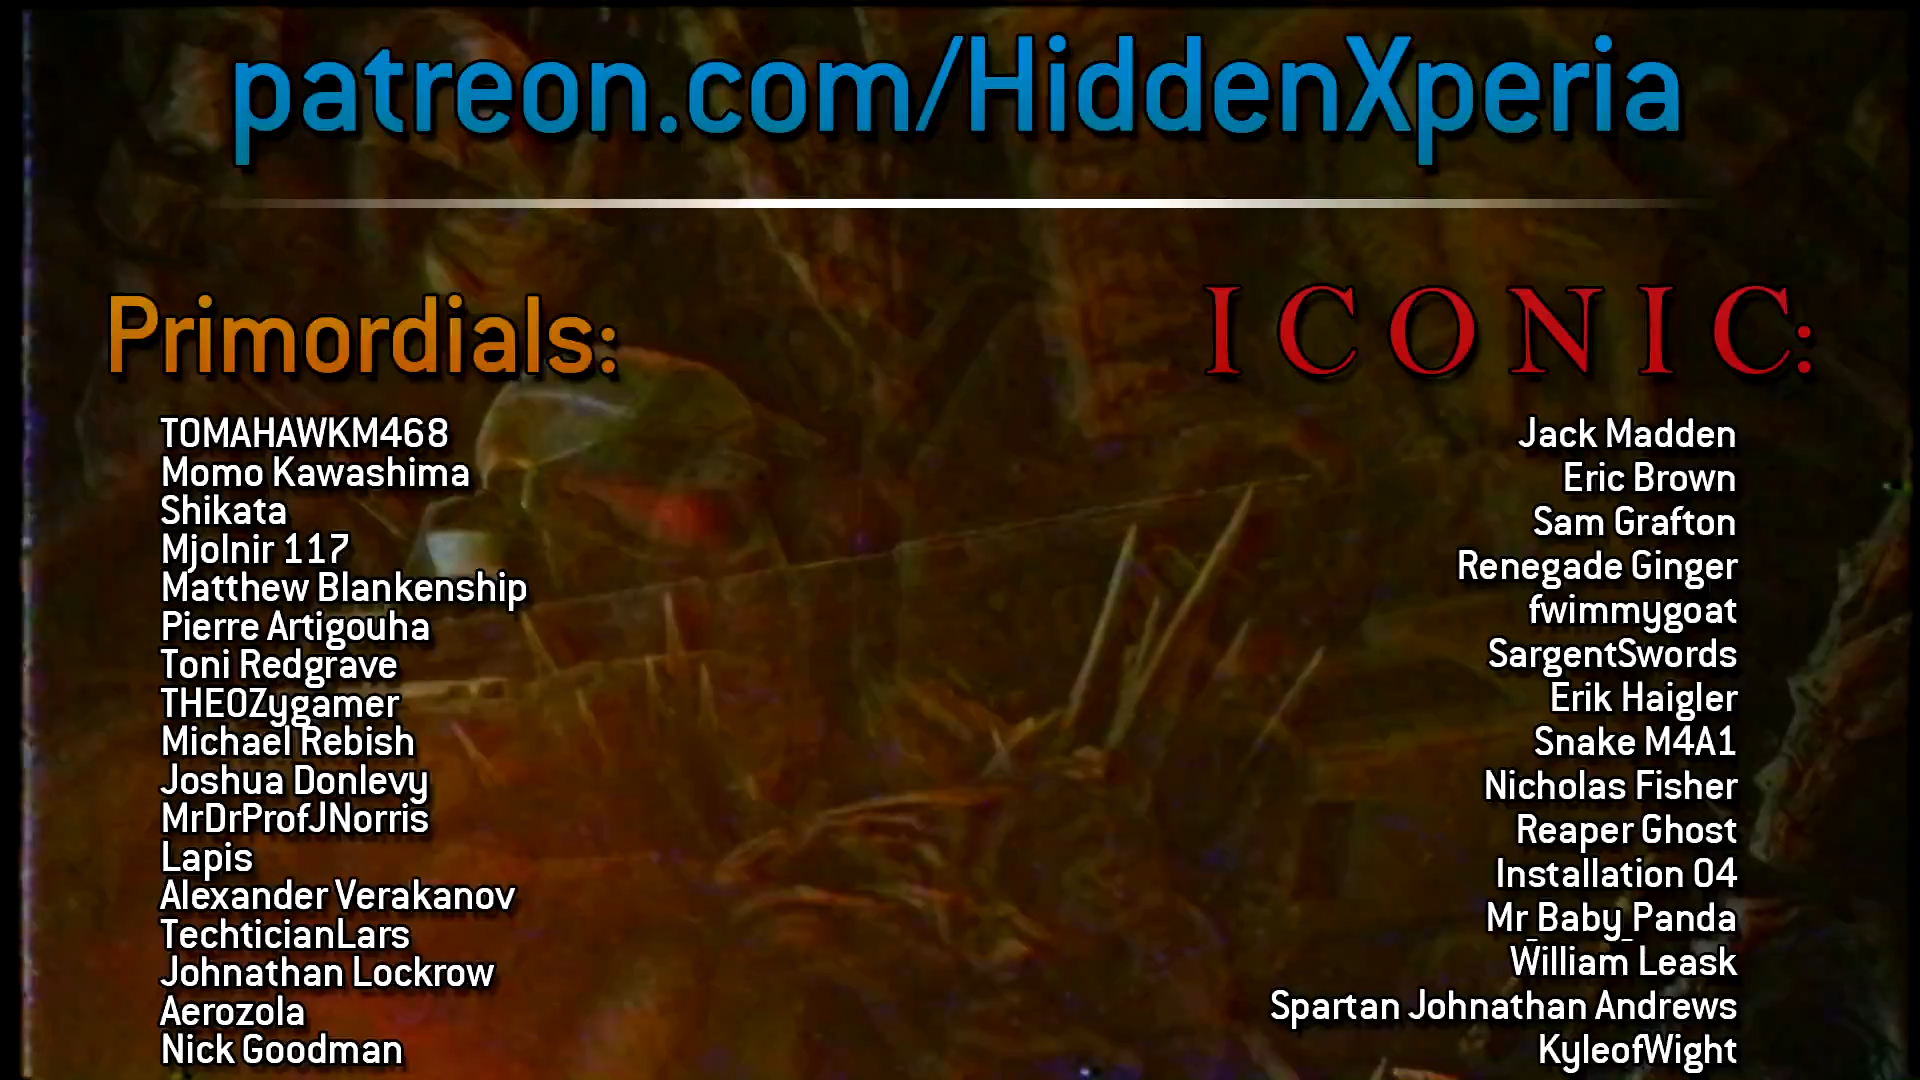 patreon.com/HiddenXperia
Primordials:
TOMAHAWKM468
Momo Kawashima
Shikata
Mjolnir 117
Matthew Blankenship
Pierre Artigouha
Toni Redgrave
THEOZygamer
Michael Rebish
Joshua Donlevy
MrDrProfJNorris
Lapis
Alexander Verakanov
TechticianLars
Johnathan Lockrow
Aerozola
Nick Goodman
ICONIC:
Jack Madden
Eric Brown
Sam Grafton
Renegade Ginger
fwimmygoat
SargentSwords
Erik Haigler
Snake M4A1
Nicholas Fisher
Reaper Ghost
Installation 04
Mr_Baby_Panda
William Leask
Spartan Johnathan Andrews
KyleofWight